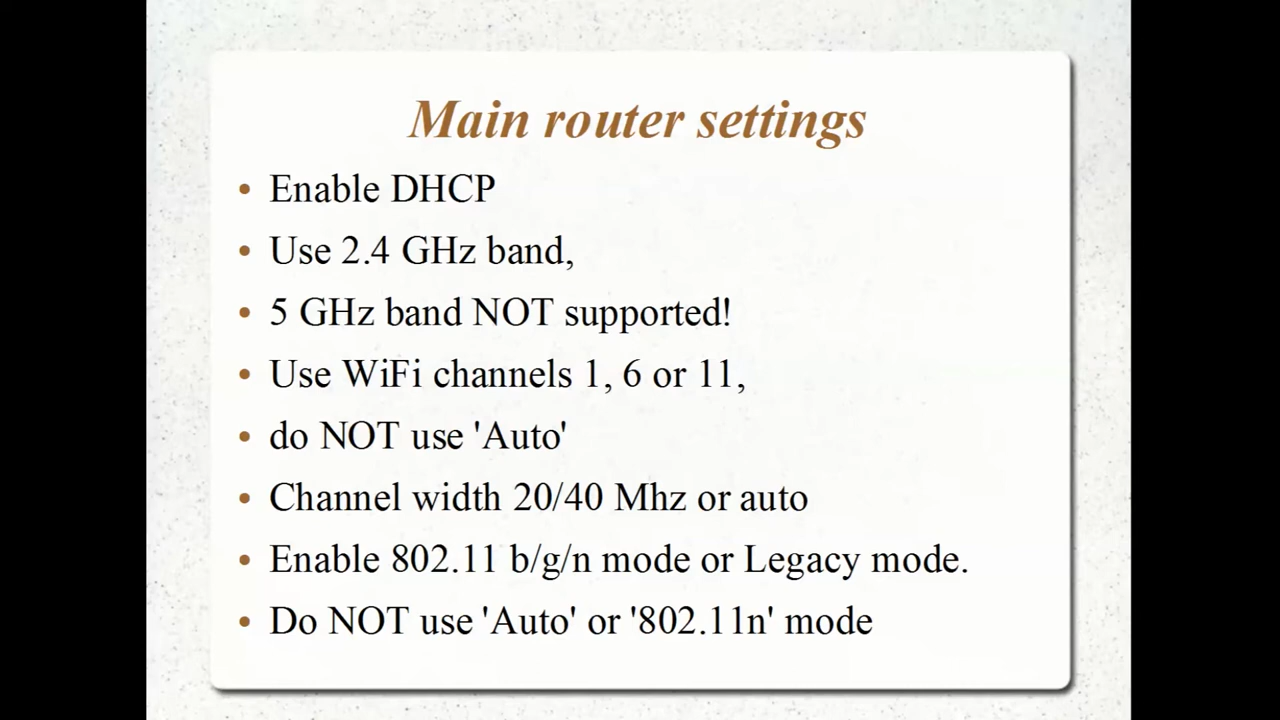 Main router settings
• Enable DHCP
• Use 2.4 GHz band,
• 5 GHz band NOT supported!
• Use WiFi channels 1, 6 or 11,
• do NOT use 'Auto'
• Channel width 20/40 Mhz or auto
• Enable 802.11 b/g/n mode or Legacy mode.
• Do NOT use 'Auto' or '802.11n' mode